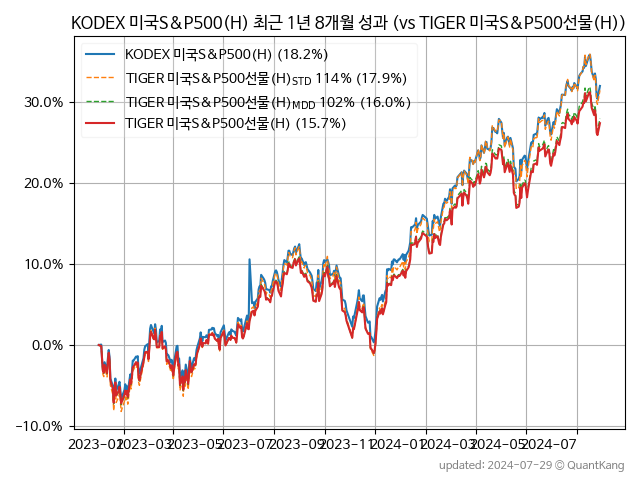 KODEX 미국S&P500(H) 최근 1년 8개월 성과 (vs TIGER 미국S&P500선물(H))
KODEX 미국S&P500(H) (18.2%)
TIGER 미국S&P500선물(H)STD 114% (17.9%)
TIGER 미국S&P500선물(H)MDD 102% (16.0%)
TIGER 미국S&P500선물(H) (15.7%)
30.0%
20.0%
10.0%
0.0%
−10.0%
2023−01 2023−03 2023−05 2023−07 2023−09 2023−11 2024−01 2024−03 2024−05 2024−07
updated: 2024-07-29 © QuantKang